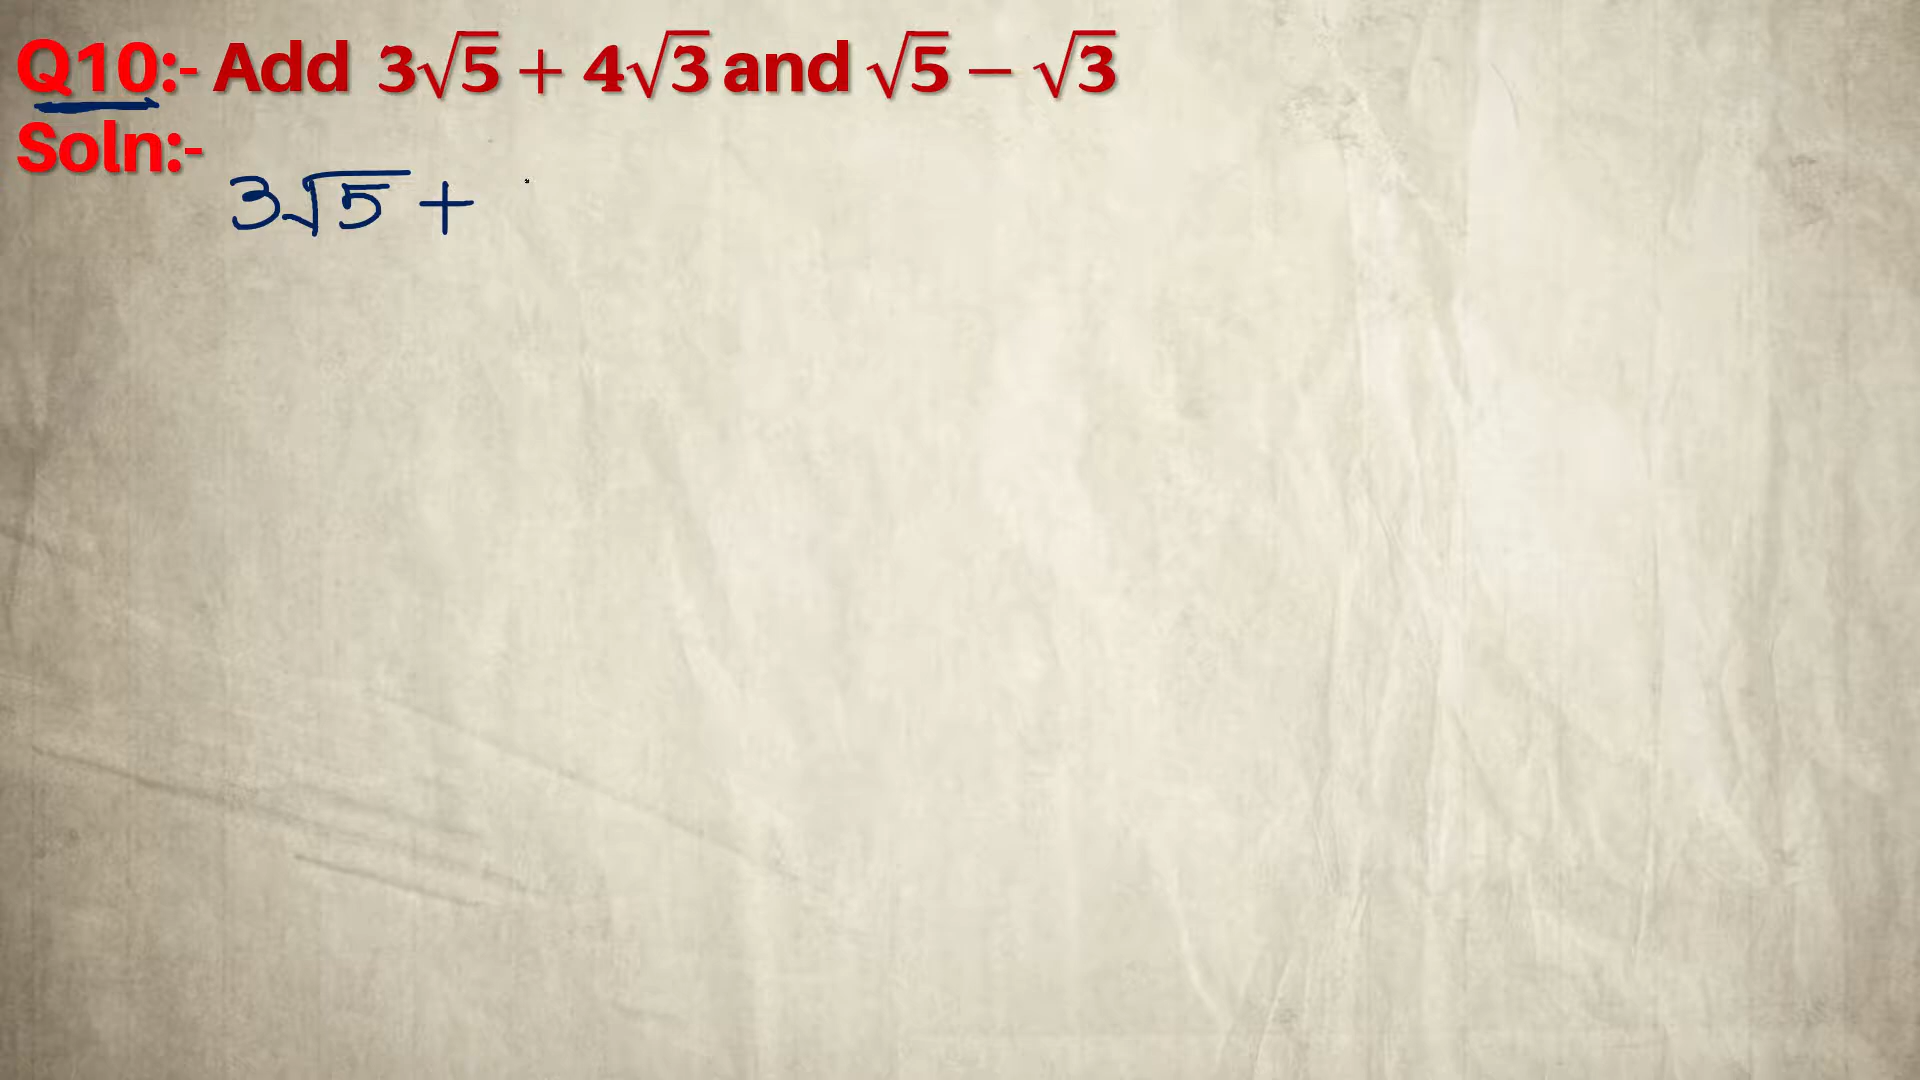 Q10:- Add 3√5 + 4√3 and √5 − √3
Soln:-
3√5 +